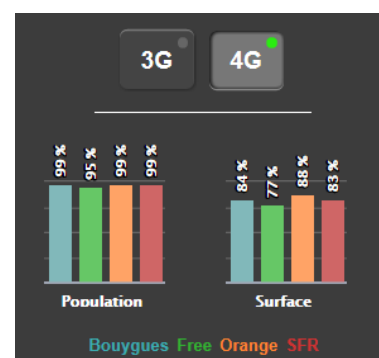 3G 4G
99 % 95 % 99 % 99 % 84 % 77 % 88 % 83 %
Population Surface
Bouygues Free Orange SFR